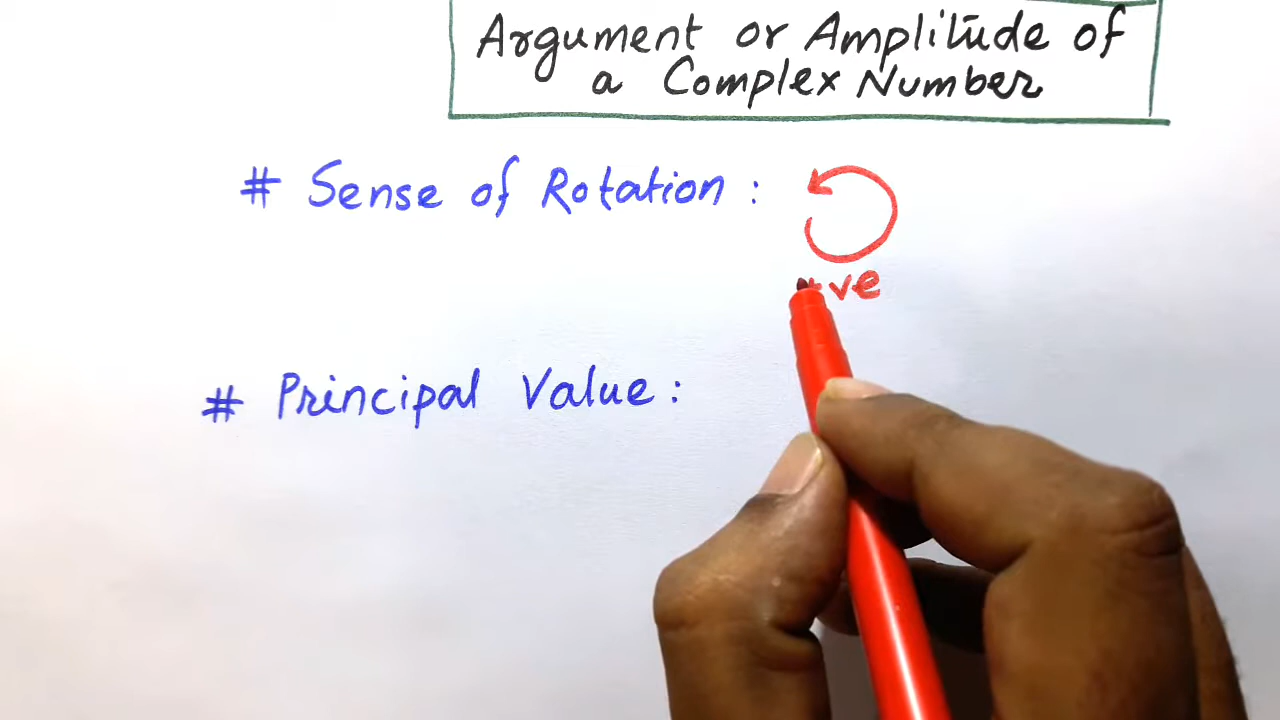 Argument or Amplitude of
a Complex Number
# Sense of Rotation :
+ve
# Principal Value :